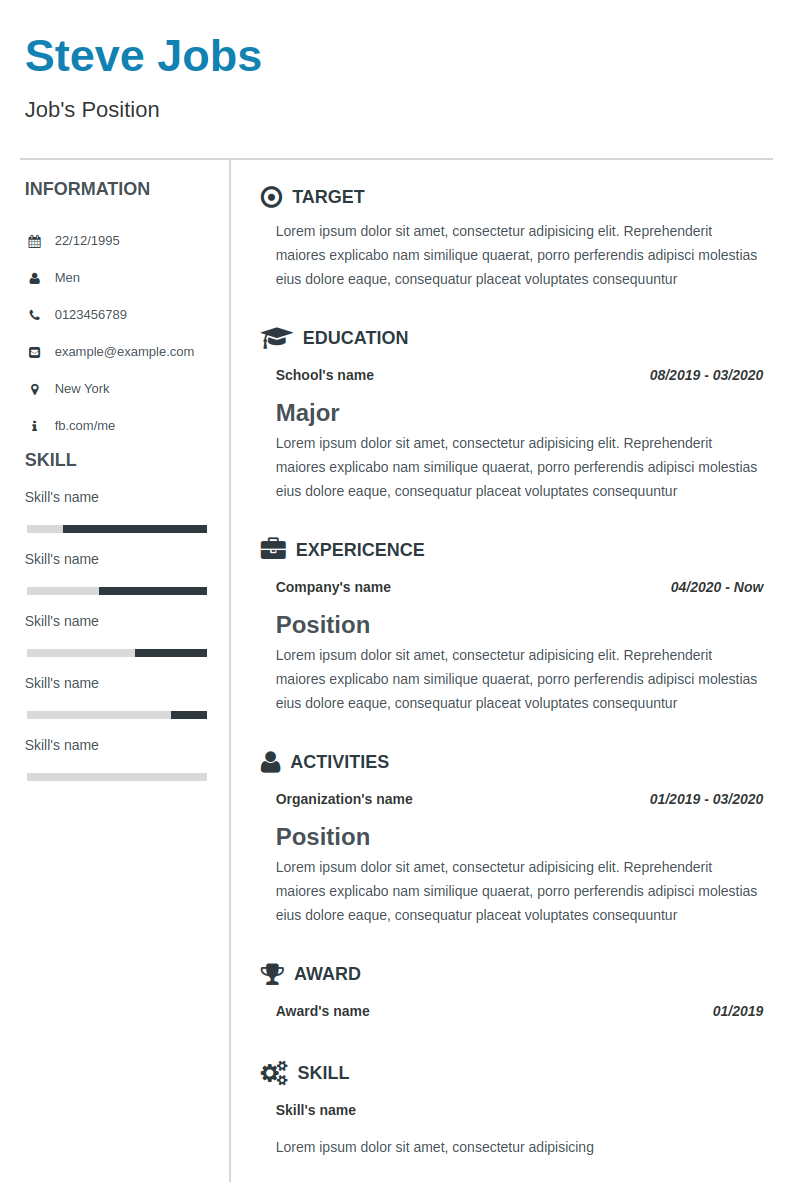 Steve Jobs
Job's Position
INFORMATION
22/12/1995
Men
0123456789
example@example.com
New York
fb.com/me
SKILL
Skill's name
Skill's name
Skill's name
Skill's name
Skill's name
TARGET
Lorem ipsum dolor sit amet, consectetur adipisicing elit. Reprehenderit
maiores explicabo nam similique quaerat, porro perferendis adipisci molestias
eius dolore eaque, consequatur placeat voluptates consequuntur
EDUCATION
School's name 08/2019 - 03/2020
Major
Lorem ipsum dolor sit amet, consectetur adipisicing elit. Reprehenderit
maiores explicabo nam similique quaerat, porro perferendis adipisci molestias
eius dolore eaque, consequatur placeat voluptates consequuntur
EXPERICENCE
Company's name 04/2020 - Now
Position
Lorem ipsum dolor sit amet, consectetur adipisicing elit. Reprehenderit
maiores explicabo nam similique quaerat, porro perferendis adipisci molestias
eius dolore eaque, consequatur placeat voluptates consequuntur
ACTIVITIES
Organization's name 01/2019 - 03/2020
Position
Lorem ipsum dolor sit amet, consectetur adipisicing elit. Reprehenderit
maiores explicabo nam similique quaerat, porro perferendis adipisci molestias
eius dolore eaque, consequatur placeat voluptates consequuntur
AWARD
Award's name 01/2019
SKILL
Skill's name
Lorem ipsum dolor sit amet, consectetur adipisicing